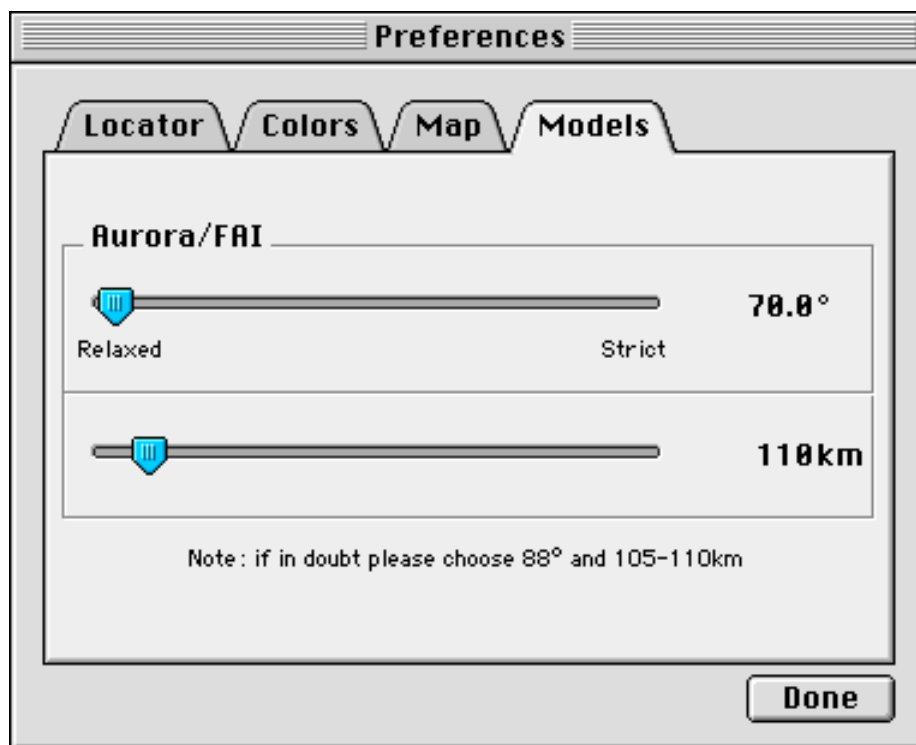 Preferences
Locator Colors Map Models
Aurora/FAI
70.0°
Relaxed Strict
110km
Note: if in doubt please choose 88° and 105-110km
Done